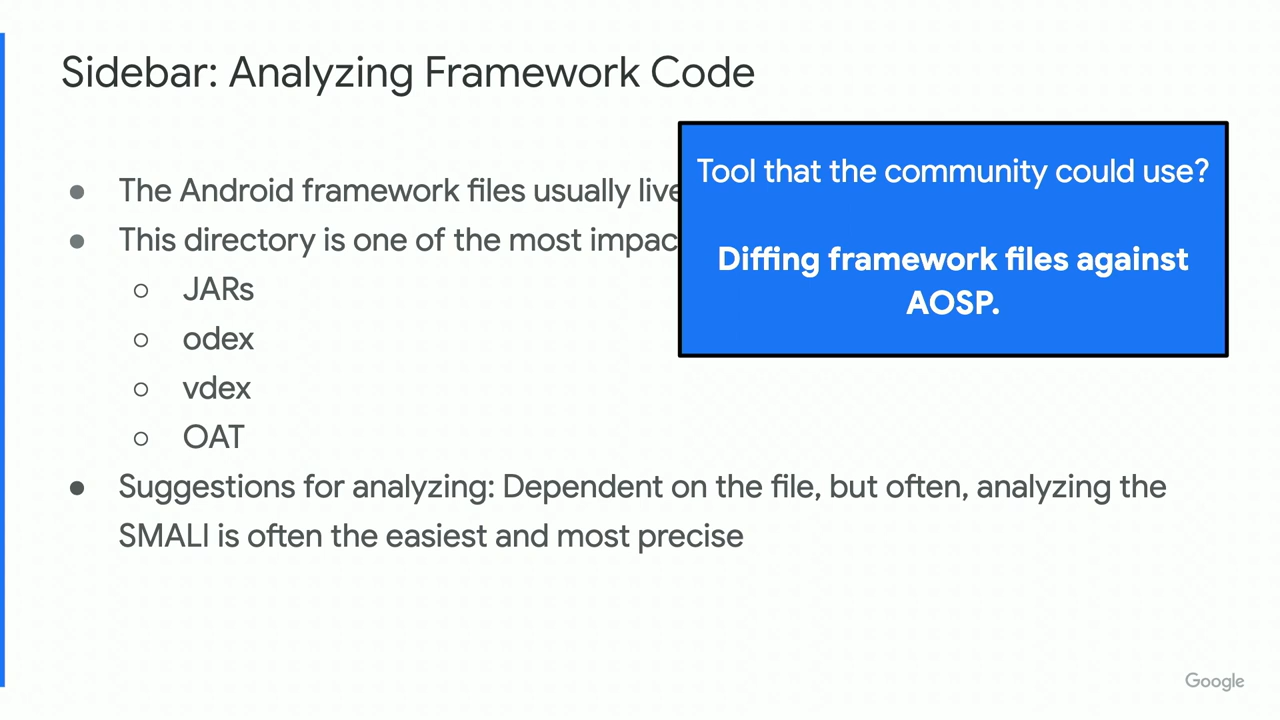 Sidebar: Analyzing Framework Code
Tool that the community could use?
Diffing framework files against
AOSP.
● The Android framework files usually live
● This directory is one of the most impac
○ JARs
○ odex
○ vdex
○ OAT
● Suggestions for analyzing: Dependent on the file, but often, analyzing the
SMALI is often the easiest and most precise
Google